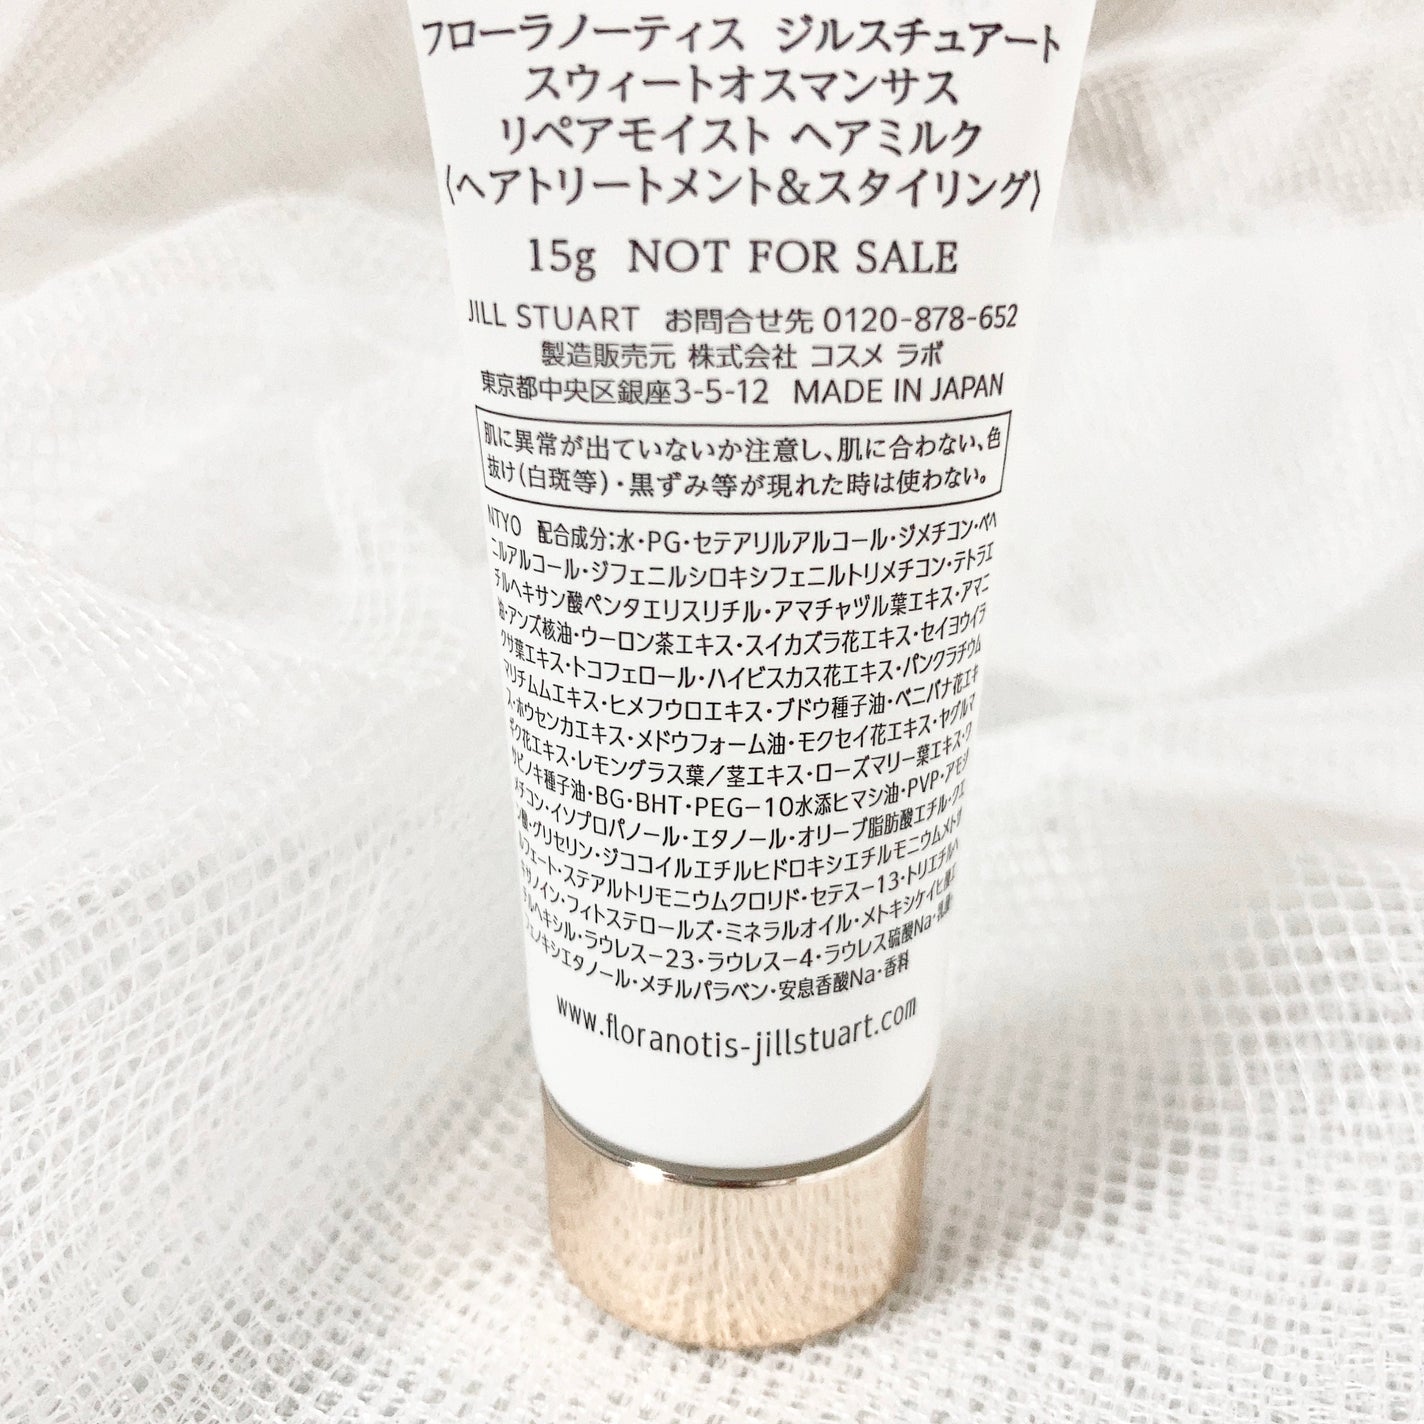 フローラノーティス ジルスチュアート
スウィートオスマンサス
リペアモイスト ヘアミルク
〈ヘアトリートメント&スタイリング〉
15g NOT FOR SALE
JILL STUART お問合せ先 0120-878-652
製造販売元 株式会社 コスメ ラボ
東京都中央区銀座3-5-12 MADE IN JAPAN
肌に異常が出ていないか注意し、肌に合わない、色
抜け(白斑等)・黒ずみ等が現れた時は使わない。
NTYO 配合成分;水・PG・セテアリルアルコール・ジメチコン・ベヘ
ニルアルコール・ジフェニルシロキシフェニルトリメチコン・テトラエ
チルヘキサン酸ペンタエリスリチル・アマチャヅル葉エキス・アマニ
油・アンズ核油・ウーロン茶エキス・スイカズラ花エキス・セイヨウイラ
クサ葉エキス・トコフェロール・ハイビスカス花エキス・パンクラチウム
マリチムムエキス・ヒメフウロエキス・ブドウ種子油・ベニバナ花エキ
ス・ホウセンカエキス・メドウフォーム油・モクセイ花エキス・ヤグルマ
ギク花エキス・レモングラス葉/茎エキス・ローズマリー葉エキス・ワ
サビノキ種子油・BG・BHT・PEG-10水添ヒマシ油・PVP・アモジ
メチコン・イソプロパノール・エタノール・オリーブ脂肪酸エチル・クエ
ン酸・グリセリン・ジココイルエチルヒドロキシエチルモニウムメトサ
ルフェート・ステアルトリモニウムクロリド・セテス-13・トリエチルヘ
キサノイン・フィトステロールズ・ミネラルオイル・メトキシケイヒ酸エ
チルヘキシル・ラウレス-23・ラウレス-4・ラウレス硫酸Na・乳酸・
フェノキシエタノール・メチルパラベン・安息香酸Na・香料
www.floranotis-jillstuart.com